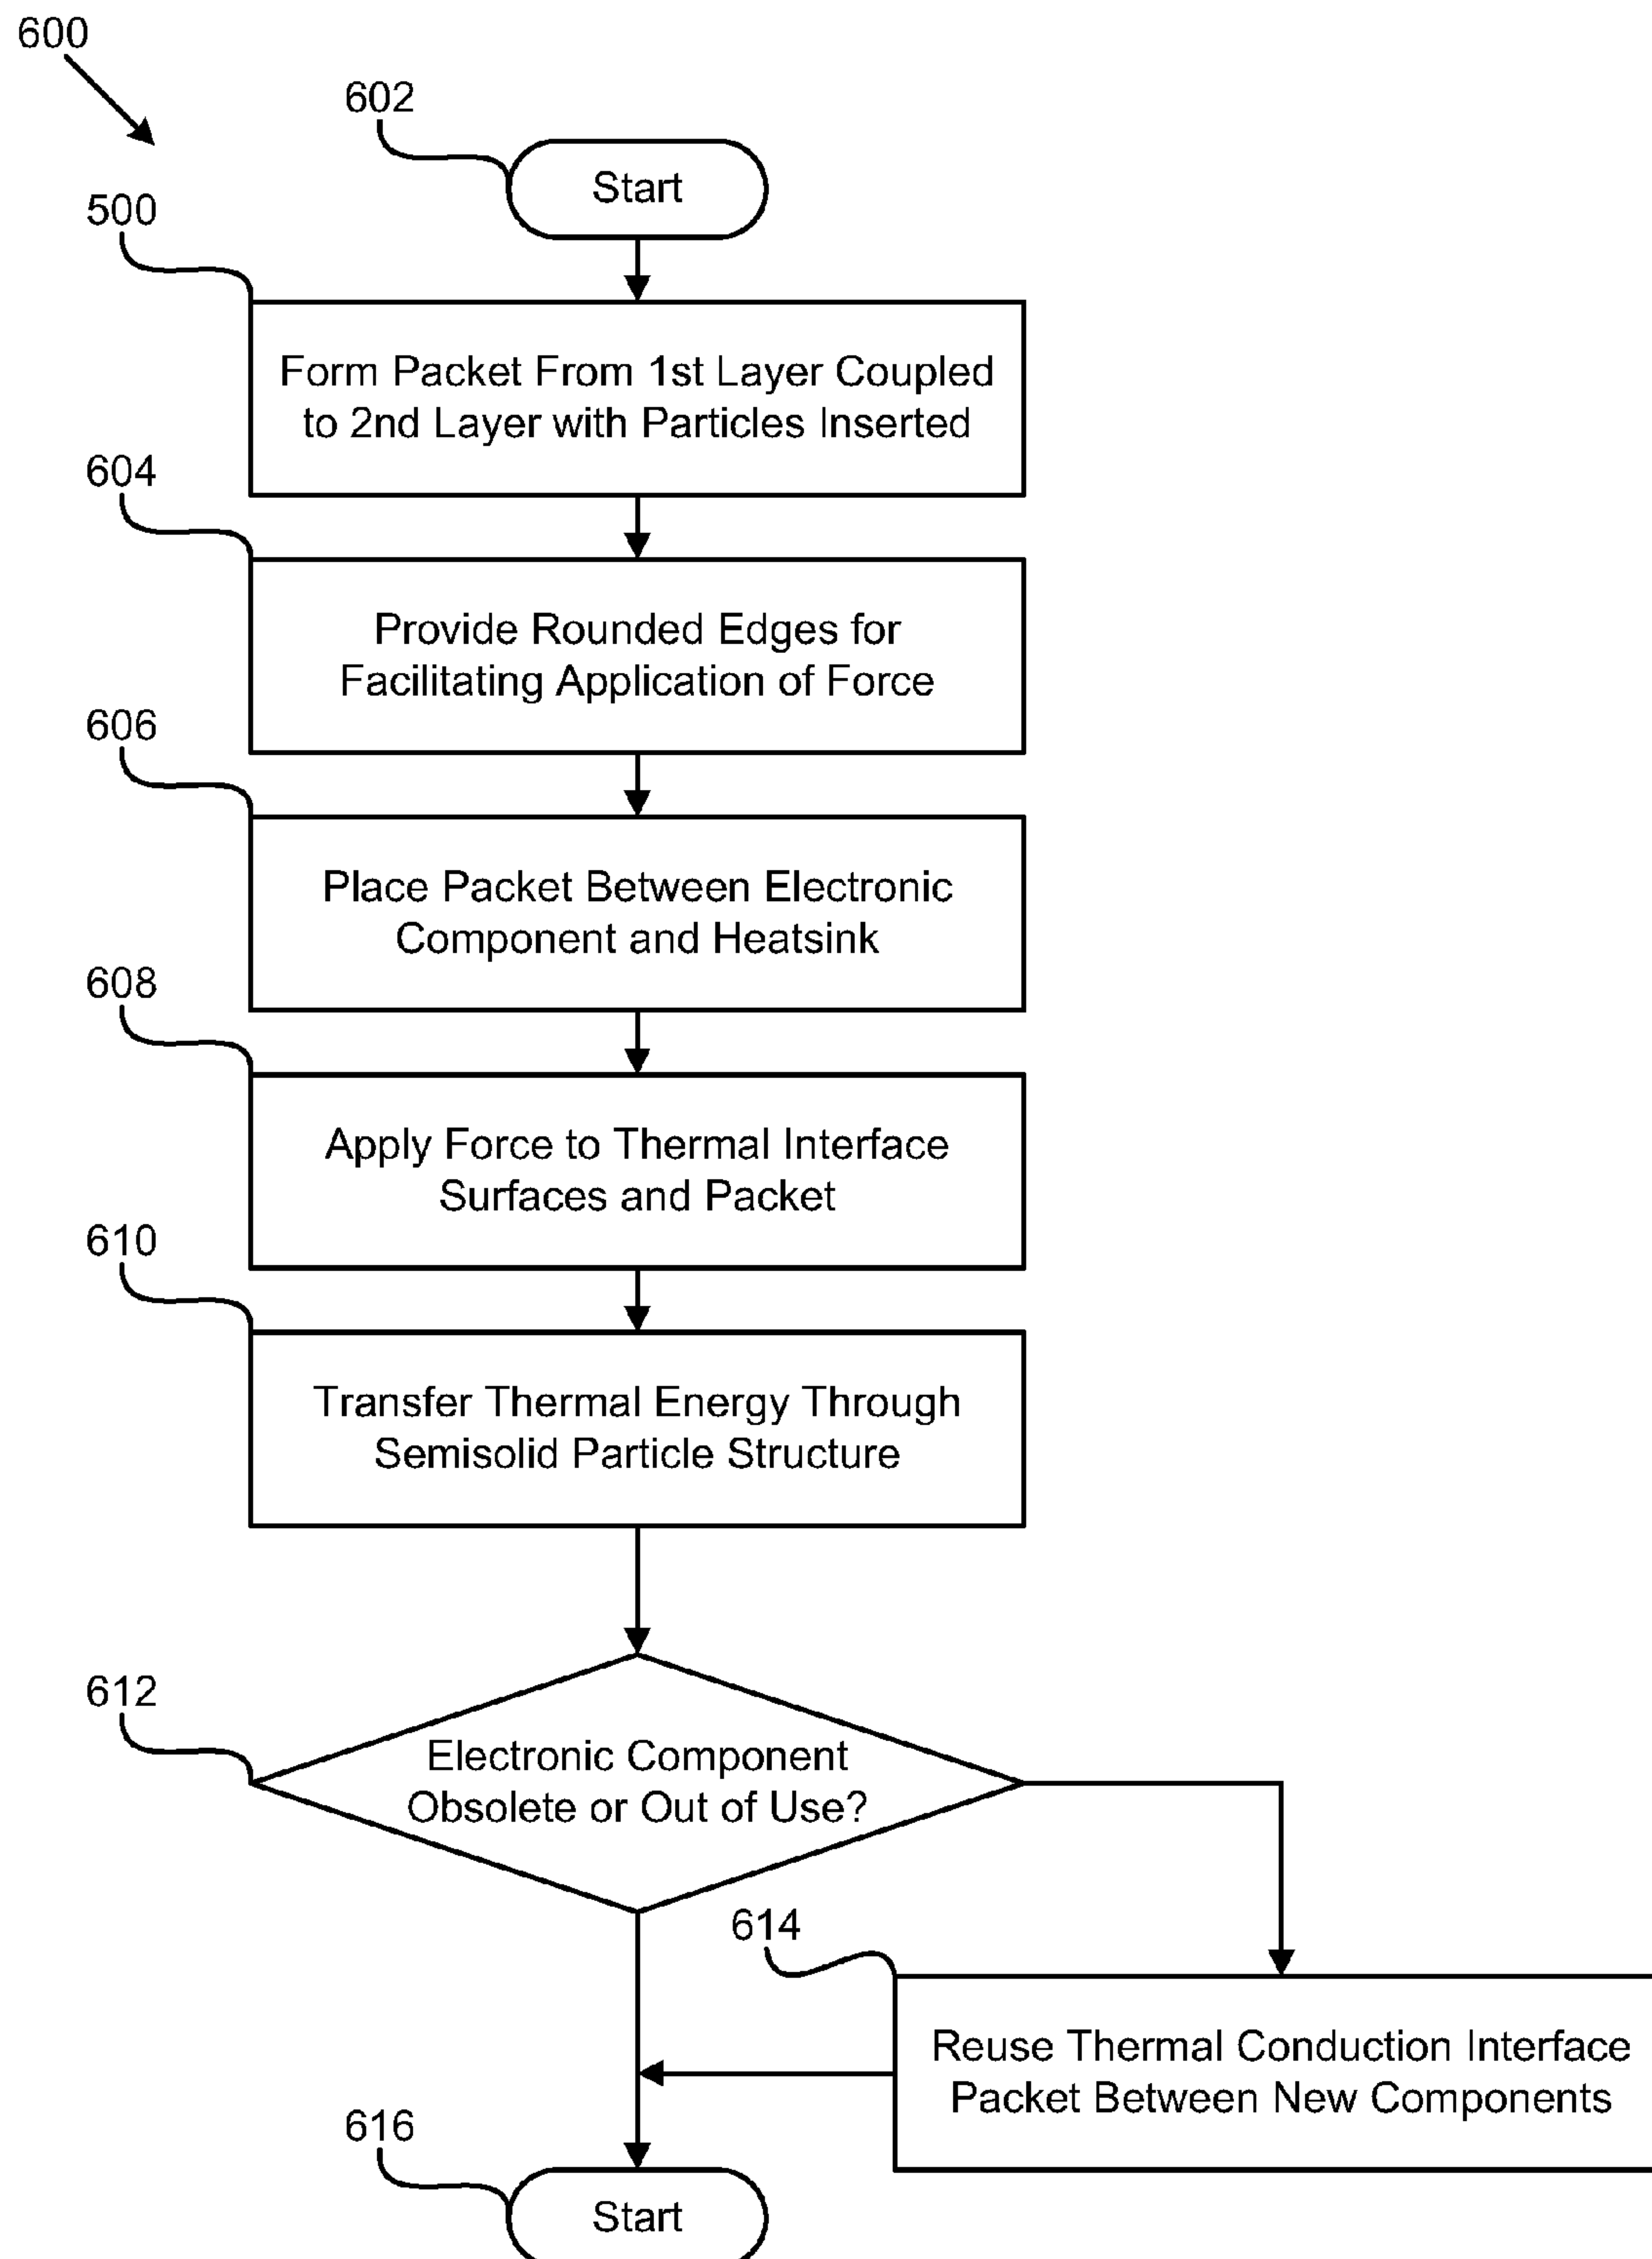 600
602
Start
500
Form Packet From 1st Layer Coupled
to 2nd Layer with Particles Inserted
604
Provide Rounded Edges for
Facilitating Application of Force
606
Place Packet Between Electronic
Component and Heatsink
608
Apply Force to Thermal Interface
Surfaces and Packet
610
Transfer Thermal Energy Through
Semisolid Particle Structure
612
Electronic Component
Obsolete or Out of Use?
614
Reuse Thermal Conduction Interface
Packet Between New Components
616
Start